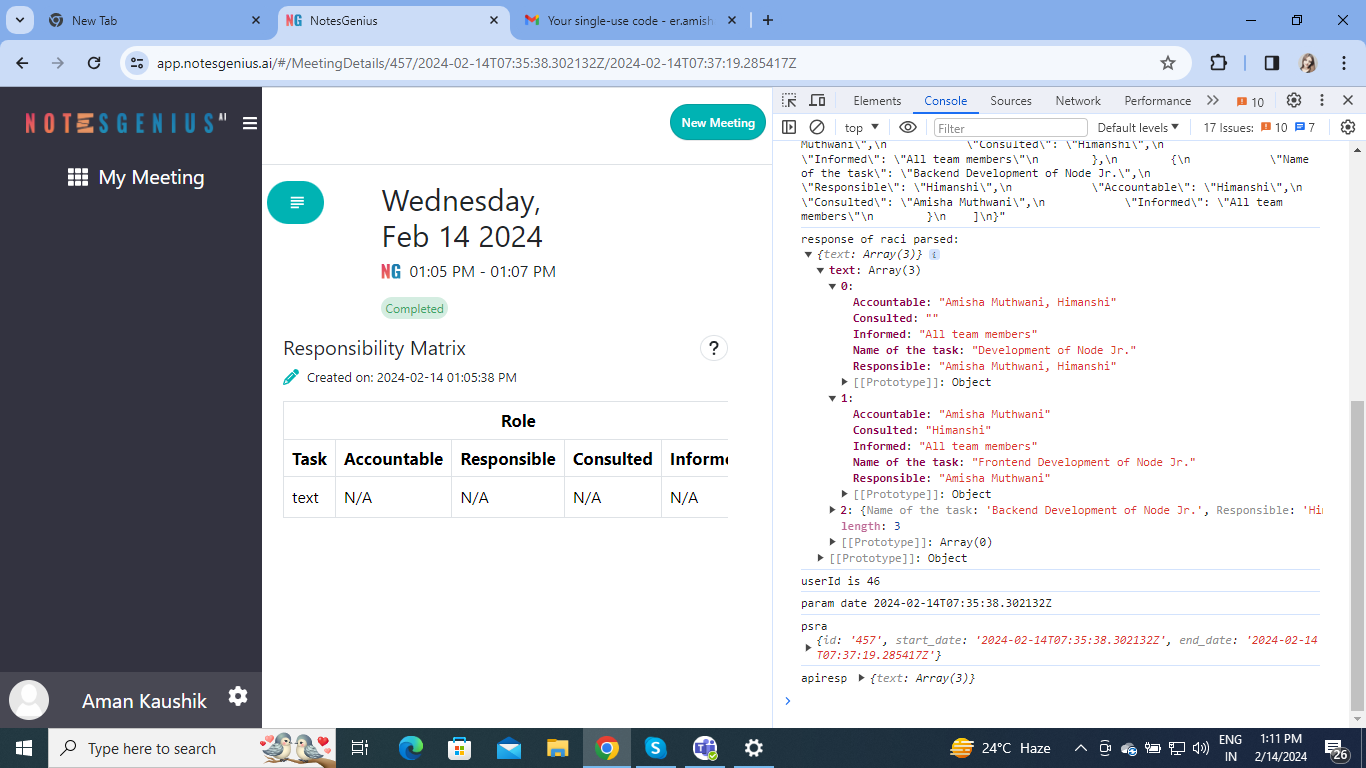 New Tab
NotesGenius
Your single-use code - er.amish
app.notesgenius.ai/#/MeetingDetails/457/2024-02-14T07:35:38.302132Z/2024-02-14T07:37:19.285417Z
NOTESGENIUS AI
My Meeting
New Meeting
Wednesday,
Feb 14 2024
NG 01:05 PM - 01:07 PM
Completed
Responsibility Matrix
?
Created on: 2024-02-14 01:05:38 PM
Role
Task Accountable Responsible Consulted Informe
text N/A N/A N/A N/A
Aman Kaushik
Elements Console Sources Network Performance 10
top Filter Default levels 17 Issues: 10 7
Muthwani\",\n \"Consulted\": \"Himanshi\",\n
\"Informed\": \"All team members\"\n },\n {\n \"Name
of the task\": \"Backend Development of Node Jr.\",\n
\"Responsible\": \"Himanshi\",\n \"Accountable\": \"Himanshi\",\n
\"Consulted\": \"Amisha Muthwani\",\n \"Informed\": \"All team
members\"\n }\n ]\n}"
response of raci parsed:
{text: Array(3)} i
text: Array(3)
0:
Accountable: "Amisha Muthwani, Himanshi"
Consulted: ""
Informed: "All team members"
Name of the task: "Development of Node Jr."
Responsible: "Amisha Muthwani, Himanshi"
[[Prototype]]: Object
1:
Accountable: "Amisha Muthwani"
Consulted: "Himanshi"
Informed: "All team members"
Name of the task: "Frontend Development of Node Jr."
Responsible: "Amisha Muthwani"
[[Prototype]]: Object
2: {Name of the task: 'Backend Development of Node Jr.', Responsible: 'Hi
length: 3
[[Prototype]]: Array(0)
[[Prototype]]: Object
userId is 46
param date 2024-02-14T07:35:38.302132Z
psra
{id: '457', start_date: '2024-02-14T07:35:38.302132Z', end_date: '2024-02-14
T07:37:19.285417Z'}
apiresp {text: Array(3)}
Type here to search
24°C Haze
ENG
IN
1:11 PM
2/14/2024
26